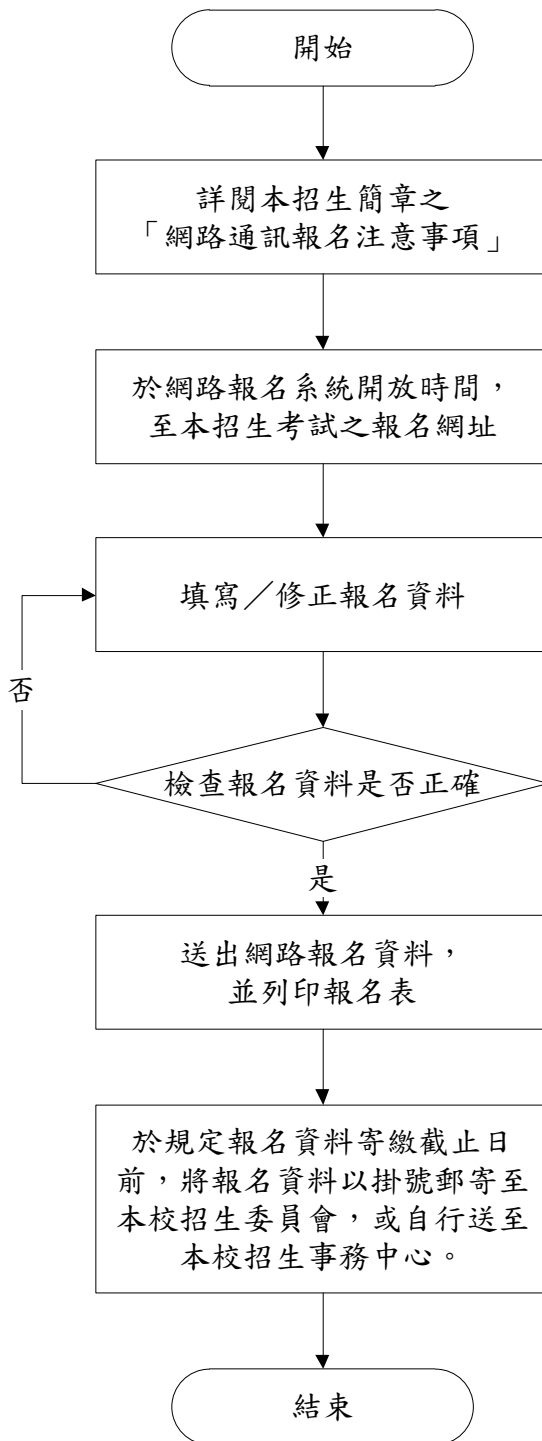 開始
詳閱本招生簡章之
「網路通訊報名注意事項」
於網路報名系統開放時間，
至本招生考試之報名網址
填寫／修正報名資料
否
檢查報名資料是否正確
是
送出網路報名資料，
並列印報名表
於規定報名資料寄繳截止日
前，將報名資料以掛號郵寄至
本校招生委員會，或自行送至
本校招生事務中心。
結束